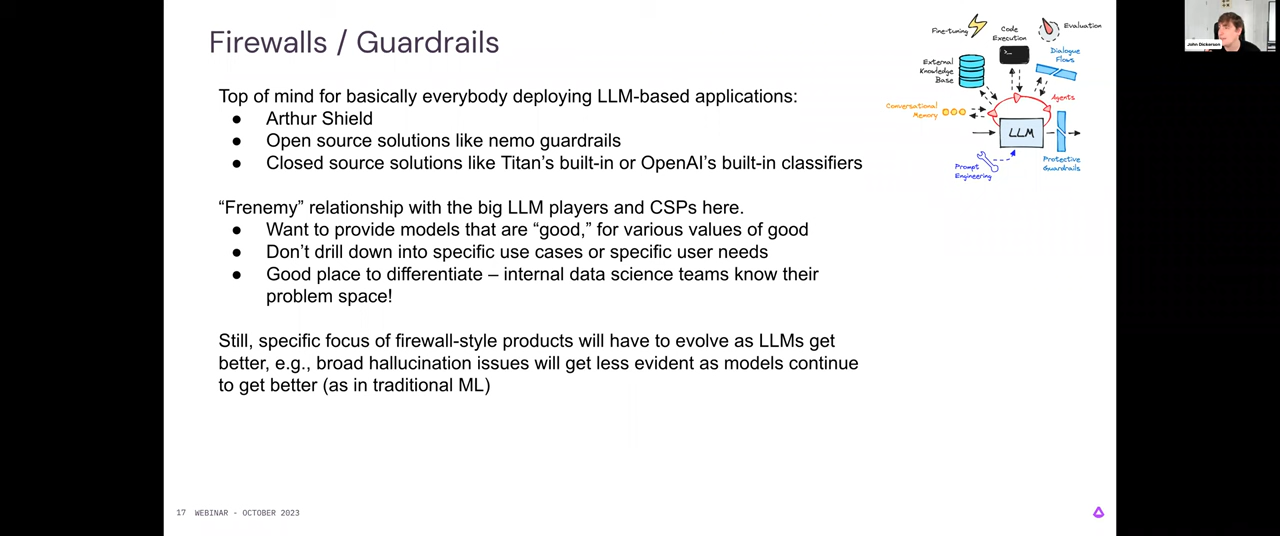 Firewalls / Guardrails
Top of mind for basically everybody deploying LLM-based applications:
● Arthur Shield
● Open source solutions like nemo guardrails
● Closed source solutions like Titan's built-in or OpenAI's built-in classifiers
“Frenemy” relationship with the big LLM players and CSPs here.
● Want to provide models that are “good,” for various values of good
● Don't drill down into specific use cases or specific user needs
● Good place to differentiate – internal data science teams know their
problem space!
Still, specific focus of firewall-style products will have to evolve as LLMs get
better, e.g., broad hallucination issues will get less evident as models continue
to get better (as in traditional ML)
Fine-tuning
Code
Execution
Evaluation
External
Knowledge
Base
Dialogue
Flows
Conversational
Memory
Agents
LLM
Prompt
Engineering
Protective
Guardrails
John Dickerson
17 WEBINAR - OCTOBER 2023